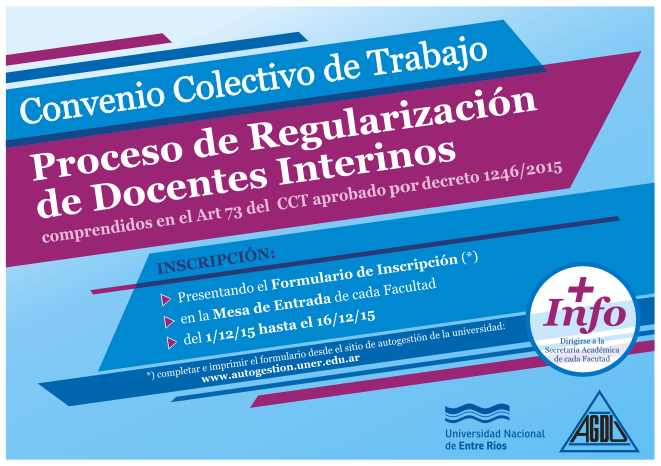 Convenio Colectivo de Trabajo
Proceso de Regularización
de Docentes Interinos
comprendidos en el Art 73 del CCT aprobado por decreto 1246/2015
INSCRIPCIÓN:
Presentando el Formulario de Inscripción (*)
en la Mesa de Entrada de cada Facultad
del 1/12/15 hasta el 16/12/15
*) completar e imprimir el formulario desde el sitio de autogestión de la universidad:
www.autogestion.uner.edu.ar
+
Info
Dirigirse a la
Secretaría Académica
de cada Facutad
Universidad Nacional
de Entre Ríos
AGDU